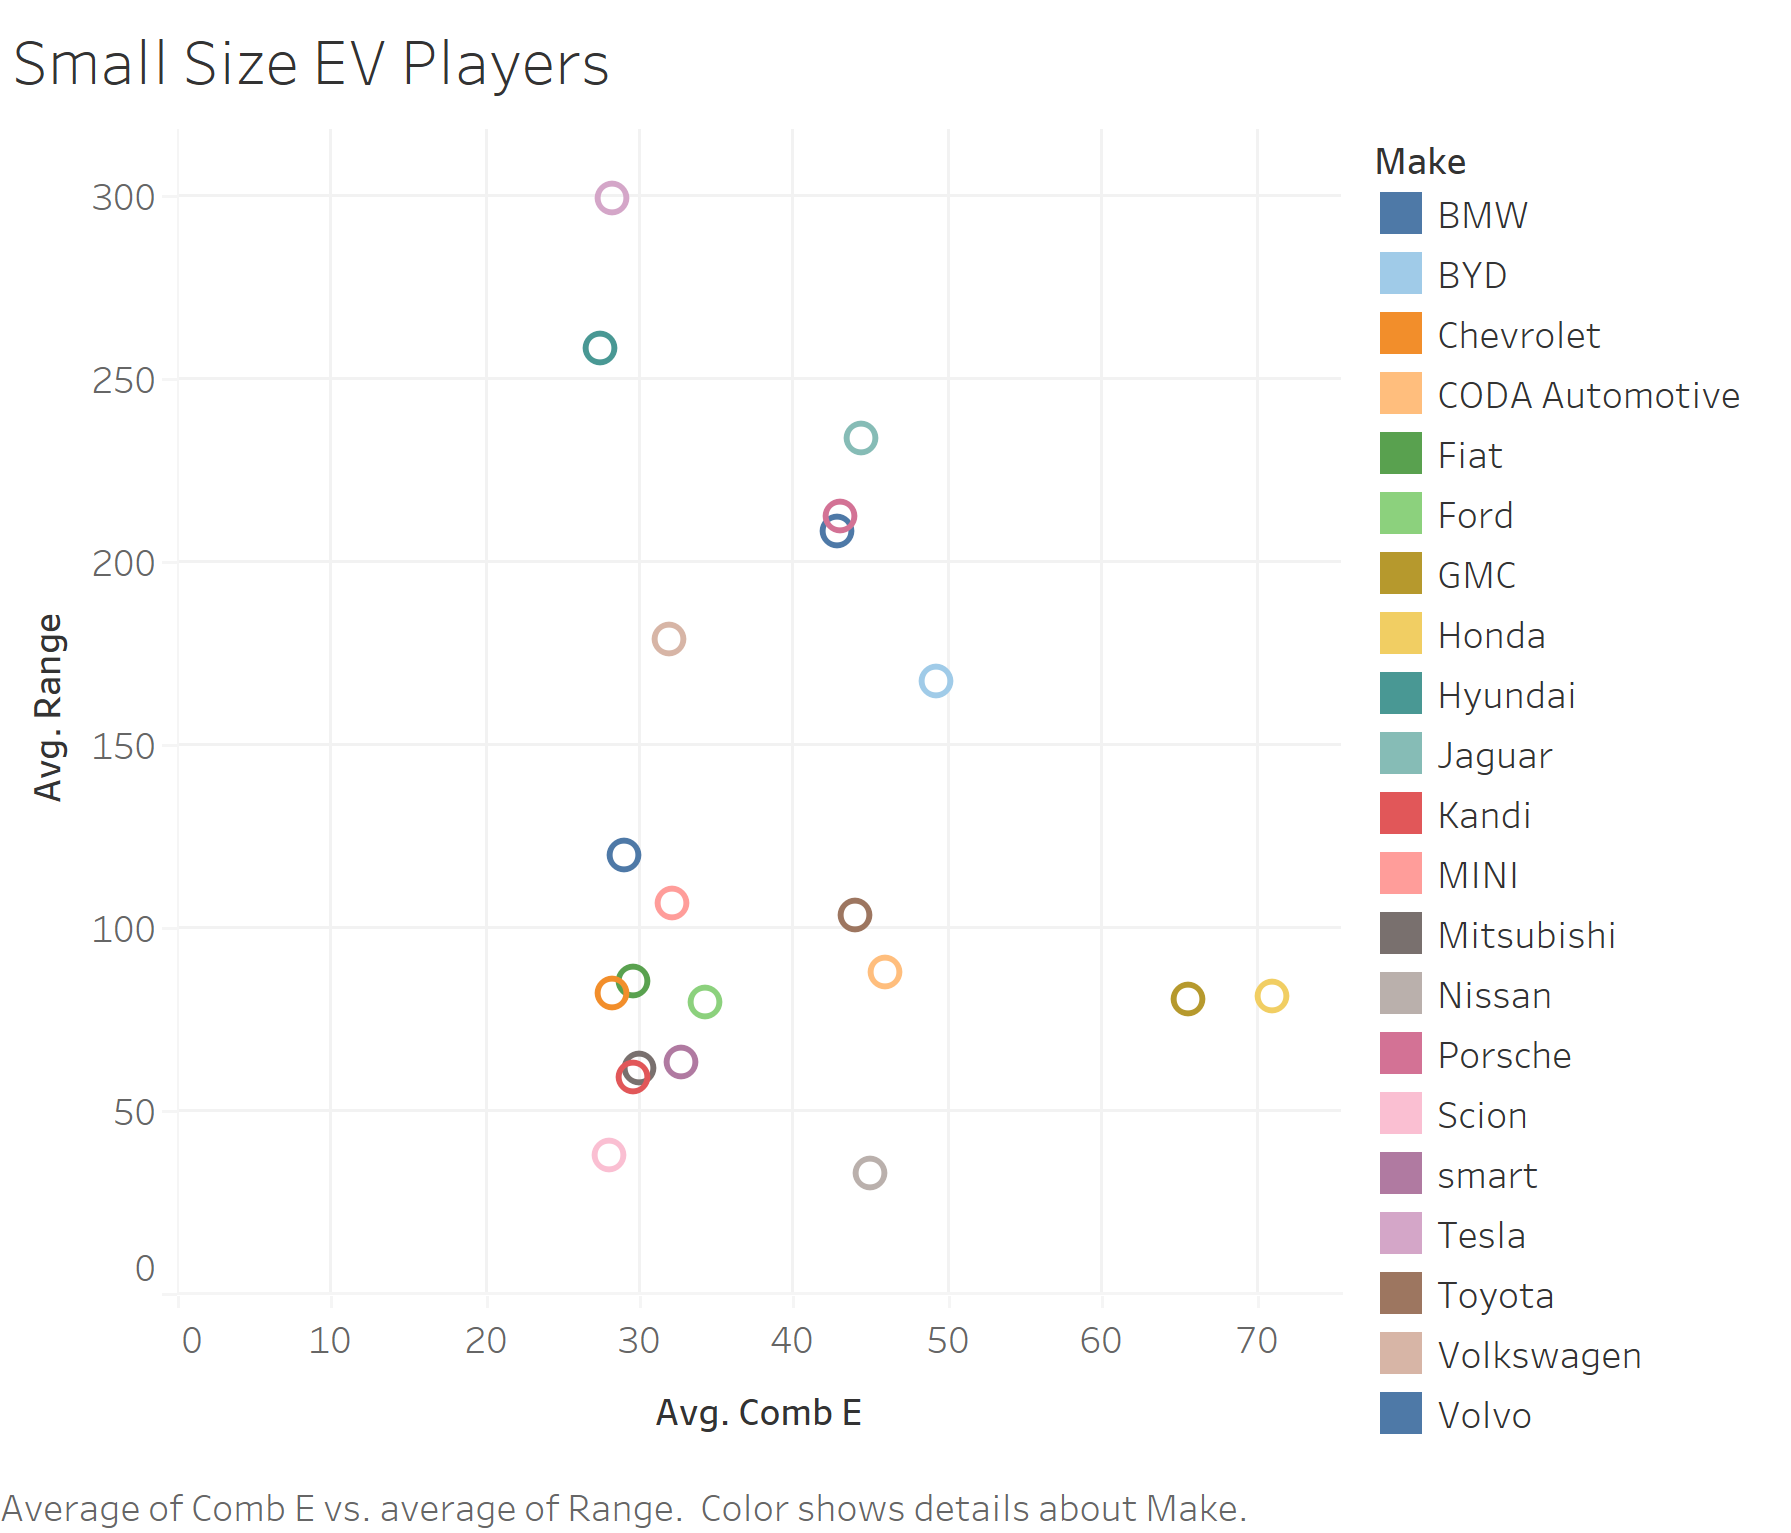 Small Size EV Players
Avg. Range
300
250
200
150
100
50
0
0 10 20 30 40 50 60 70
Avg. Comb E
Make
BMW
BYD
Chevrolet
CODA Automotive
Fiat
Ford
GMC
Honda
Hyundai
Jaguar
Kandi
MINI
Mitsubishi
Nissan
Porsche
Scion
smart
Tesla
Toyota
Volkswagen
Volvo
Average of Comb E vs. average of Range.  Color shows details about Make.